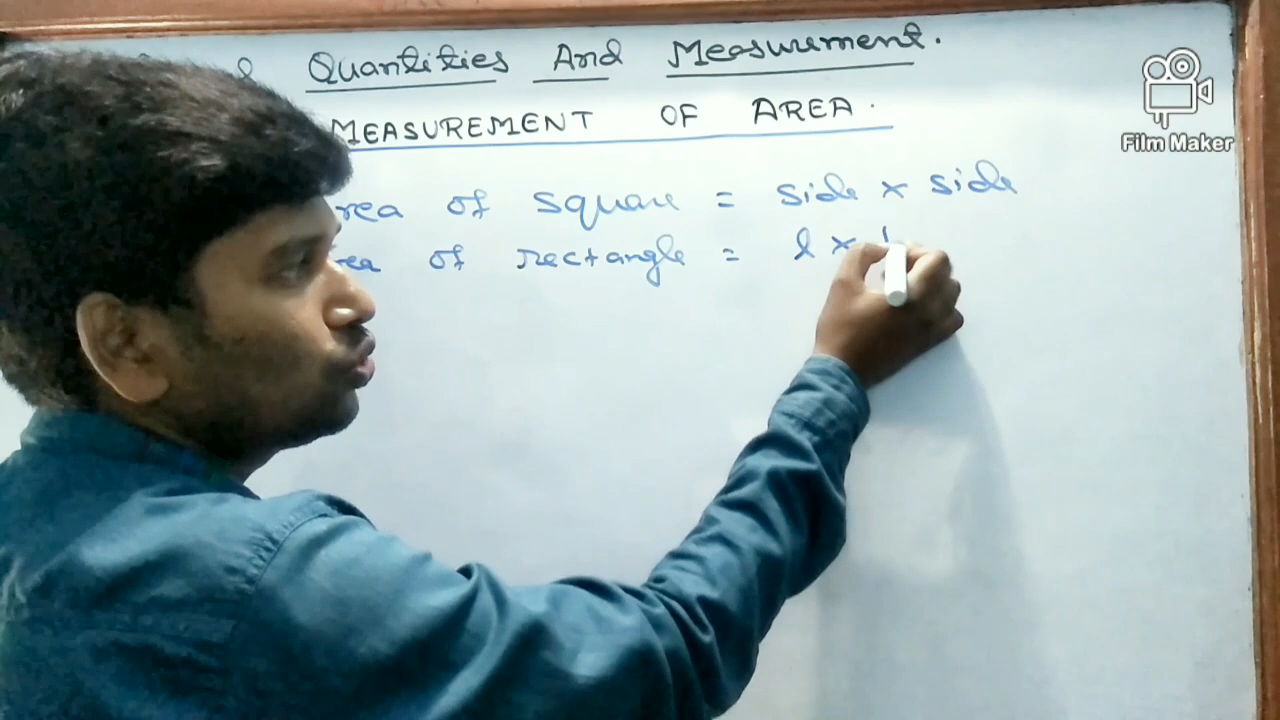 Quantities And Measurement.
MEASUREMENT OF AREA.
rea of square = side x side
rea of rectangle = l x
Film Maker